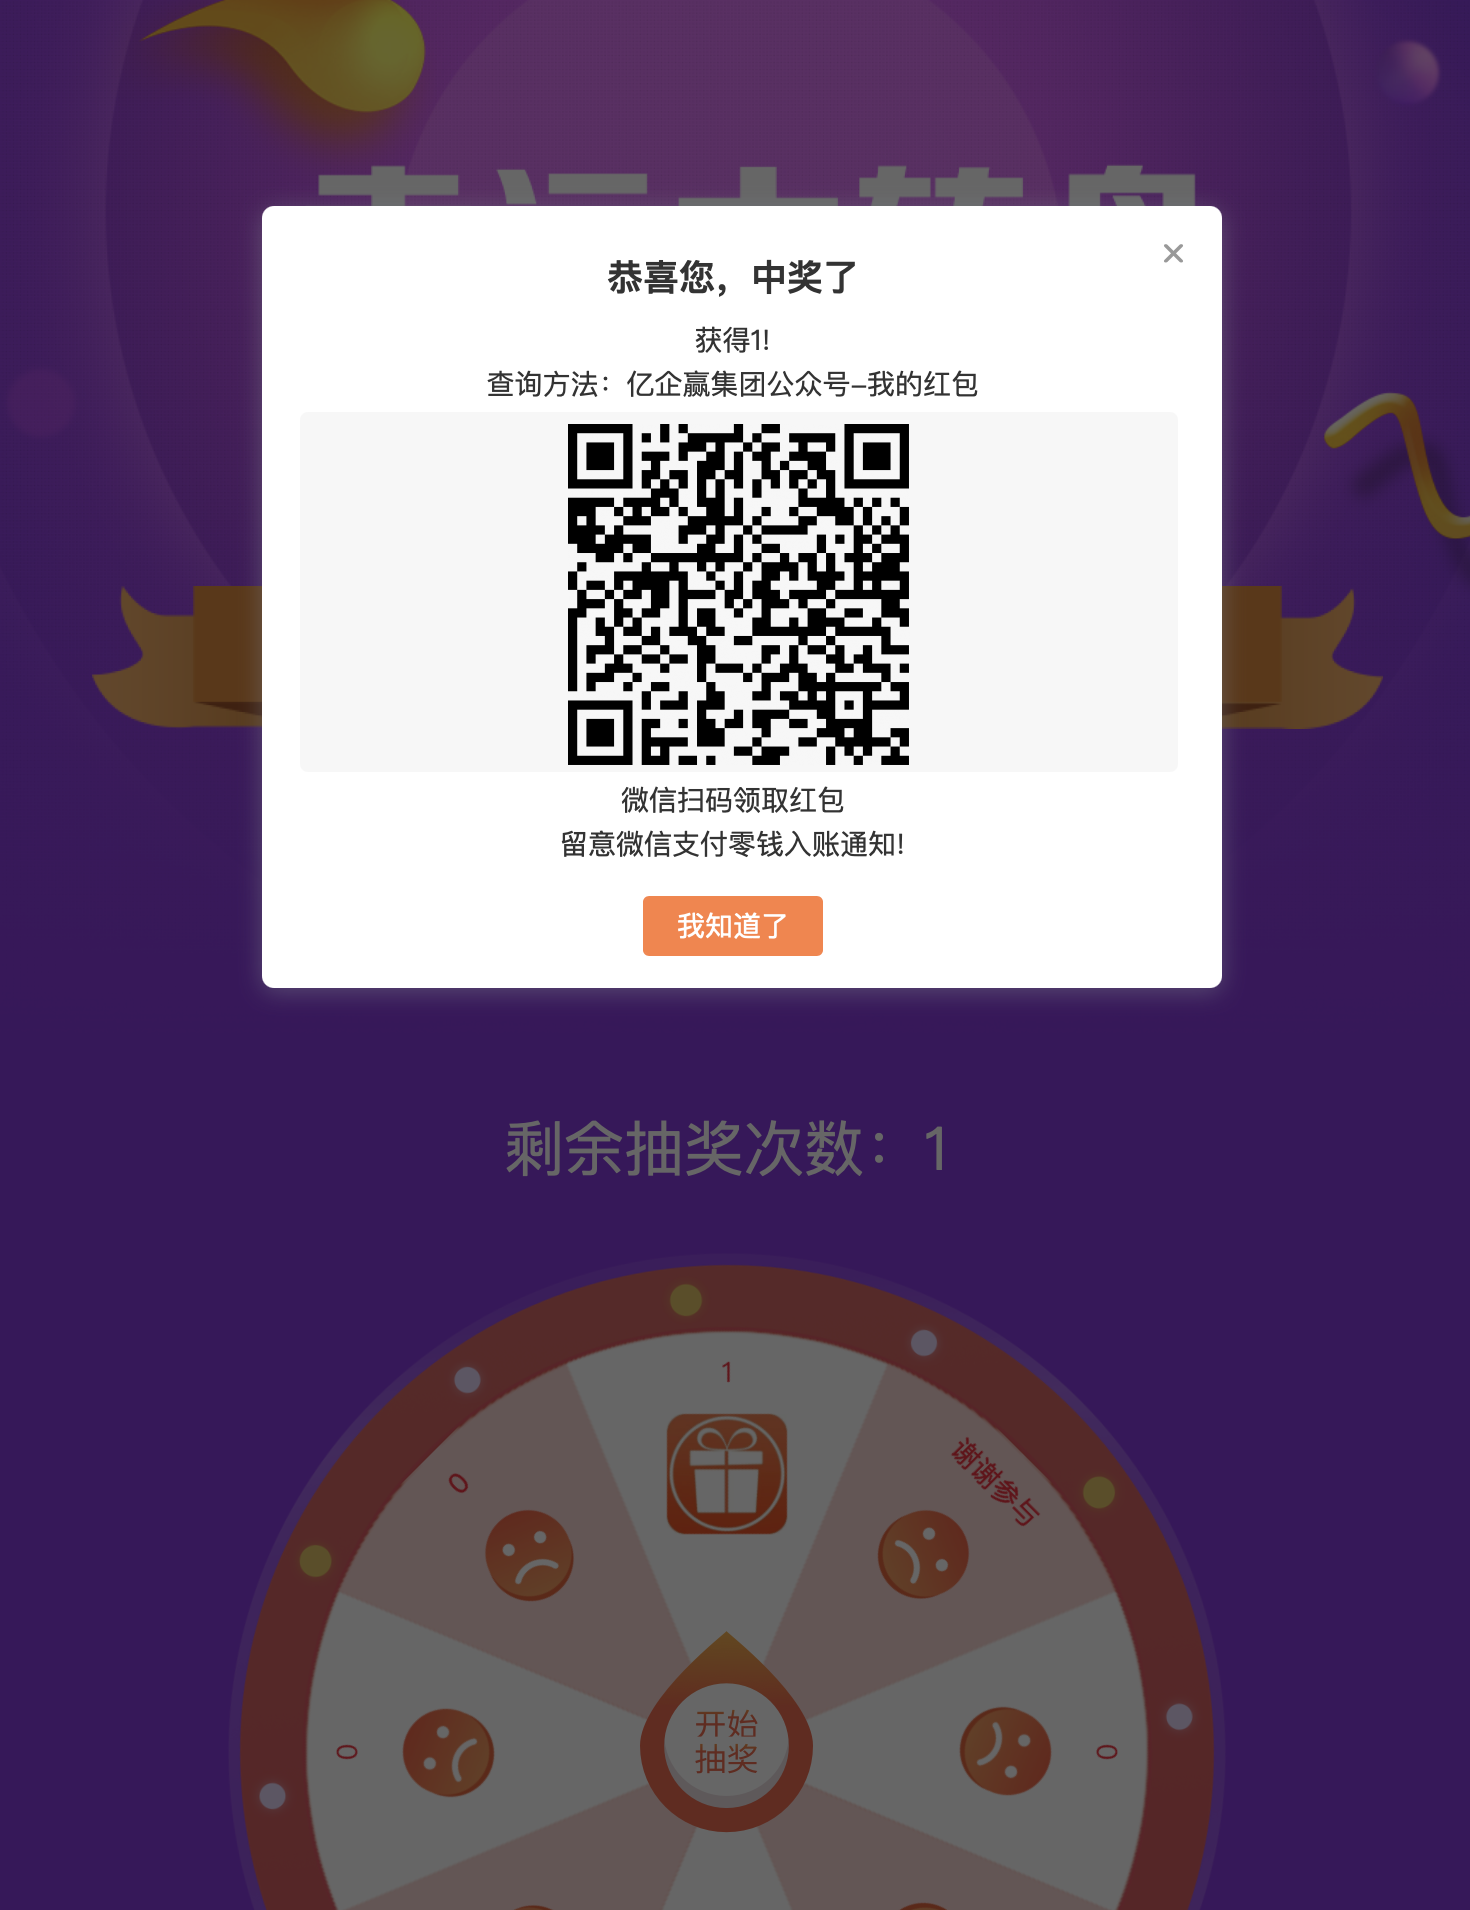 恭喜您，中奖了
获得1!
查询方法：亿企赢集团公众号-我的红包
微信扫码领取红包
留意微信支付零钱入账通知!
我知道了
剩余抽奖次数：1
1
0
谢谢参与
0
0
开始
抽奖